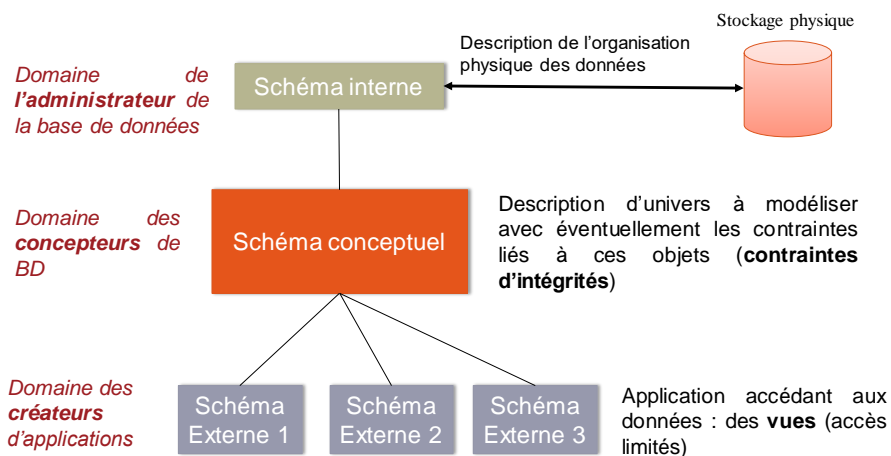 Stockage physique
Description de l'organisation
physique des données
Domaine de
l'administrateur de
la base de données
Schéma interne
Domaine des
concepteurs de
BD
Schéma conceptuel
Description d'univers à modéliser
avec éventuellement les contraintes
liés à ces objets (contraintes
d'intégrités)
Domaine des
créateurs
d'applications
Schéma
Externe 1
Schéma
Externe 2
Schéma
Externe 3
Application accédant aux
données : des vues (accès
limités)